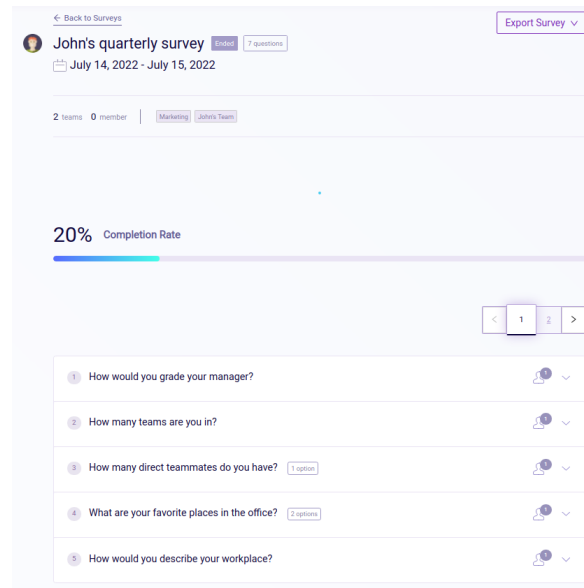 ← Back to Surveys
Export Survey
John's quarterly survey Ended 7 questions
July 14, 2022 - July 15, 2022
2 teams 0 member Marketing John's Team
20% Completion Rate
< 1 2 >
1 How would you grade your manager? 1
2 How many teams are you in? 1
3 How many direct teammates do you have? 1 option 1
4 What are your favorite places in the office? 2 options 1
5 How would you describe your workplace? 1